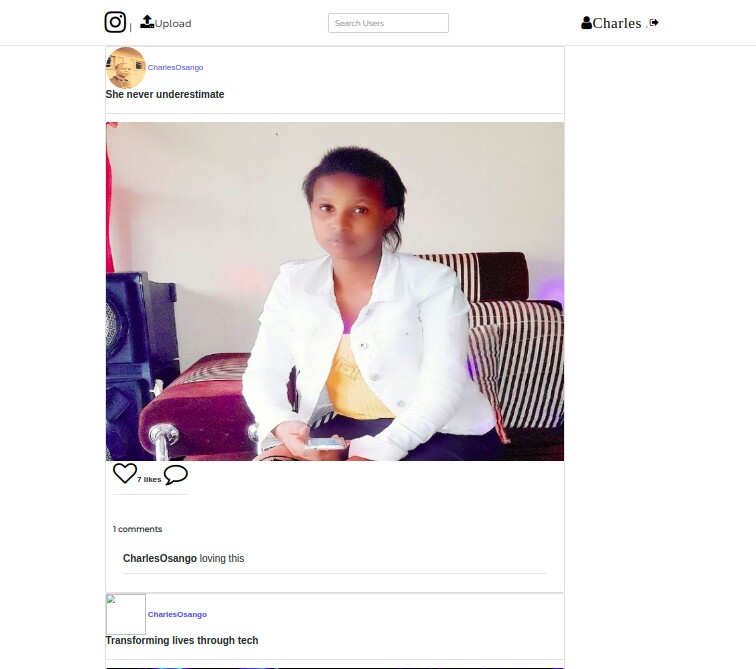 Upload
Search Users
Charles
CharlesOsango
She never underestimate
7 likes
1 comments
CharlesOsango loving this
CharlesOsango
Transforming lives through tech